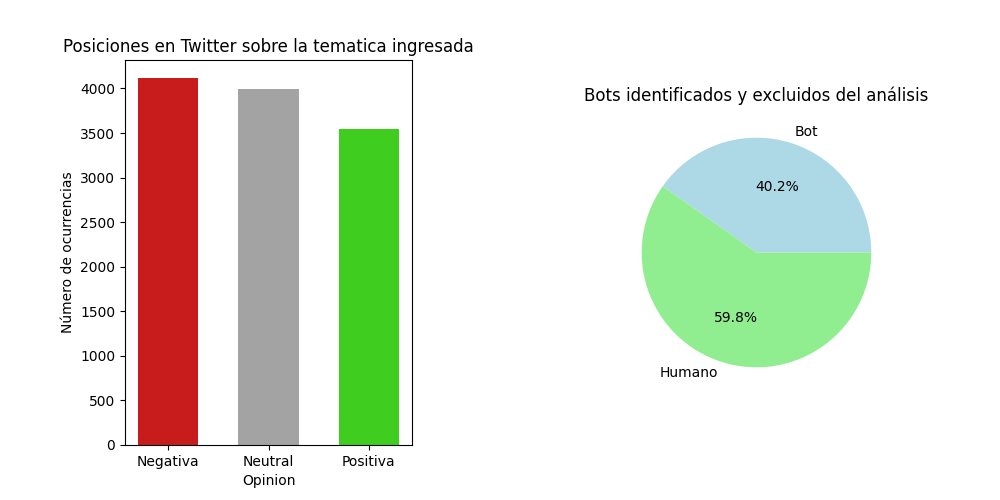 Posiciones en Twitter sobre la tematica ingresada
Número de ocurrencias
4000
3500
3000
2500
2000
1500
1000
500
0
Negativa
Neutral
Positiva
Opinion
Bots identificados y excluidos del análisis
Bot
40.2%
59.8%
Humano